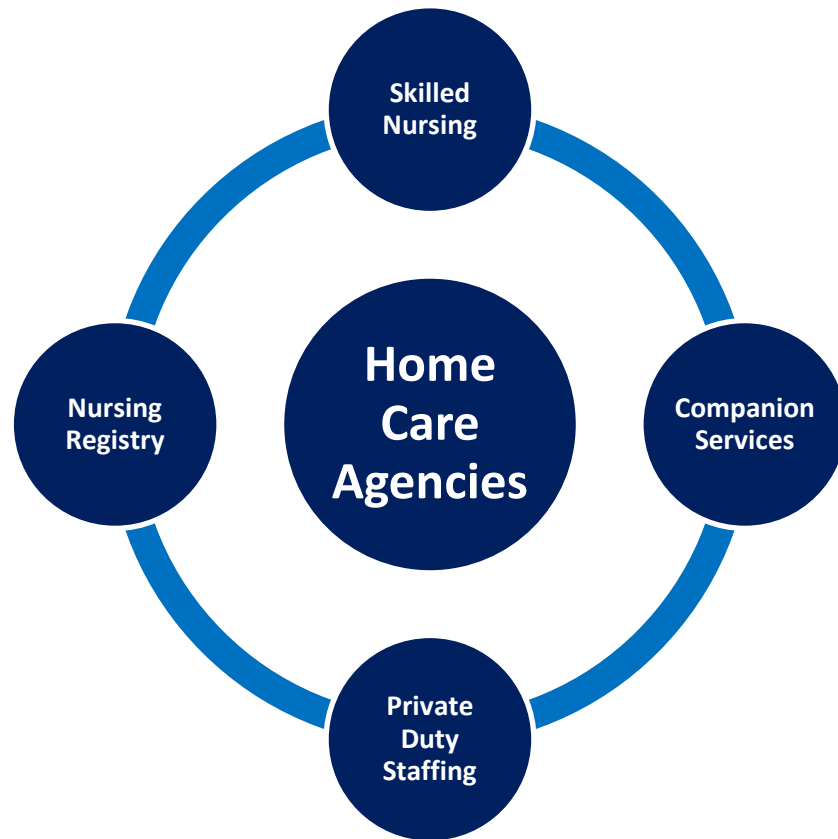 Skilled
Nursing
Nursing
Registry
Home
Care
Agencies
Companion
Services
Private
Duty
Staffing